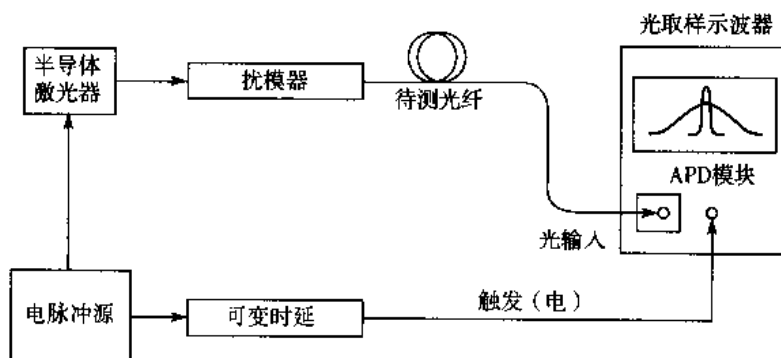 光取样示波器
半导体
激光器
扰模器
待测光纤
APD模块
光输入
电脉冲源
可变时延
触发（电）